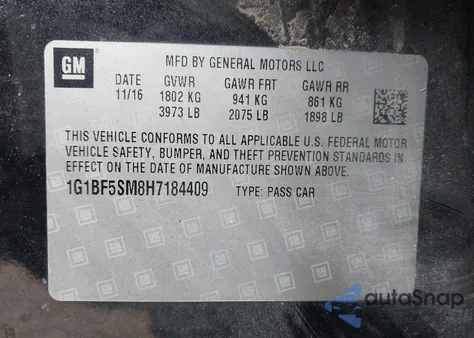 GM
MFD BY GENERAL MOTORS LLC
DATE GVWR GAWR FRT GAWR RR
11/16 1802 KG 941 KG 861 KG
3973 LB 2075 LB 1898 LB
THIS VEHICLE CONFORMS TO ALL APPLICABLE U.S. FEDERAL MOTOR
VEHICLE SAFETY, BUMPER, AND THEFT PREVENTION STANDARDS IN
EFFECT ON THE DATE OF MANUFACTURE SHOWN ABOVE.
1G1BF5SM8H7184409 TYPE: PASS CAR
autoSnap